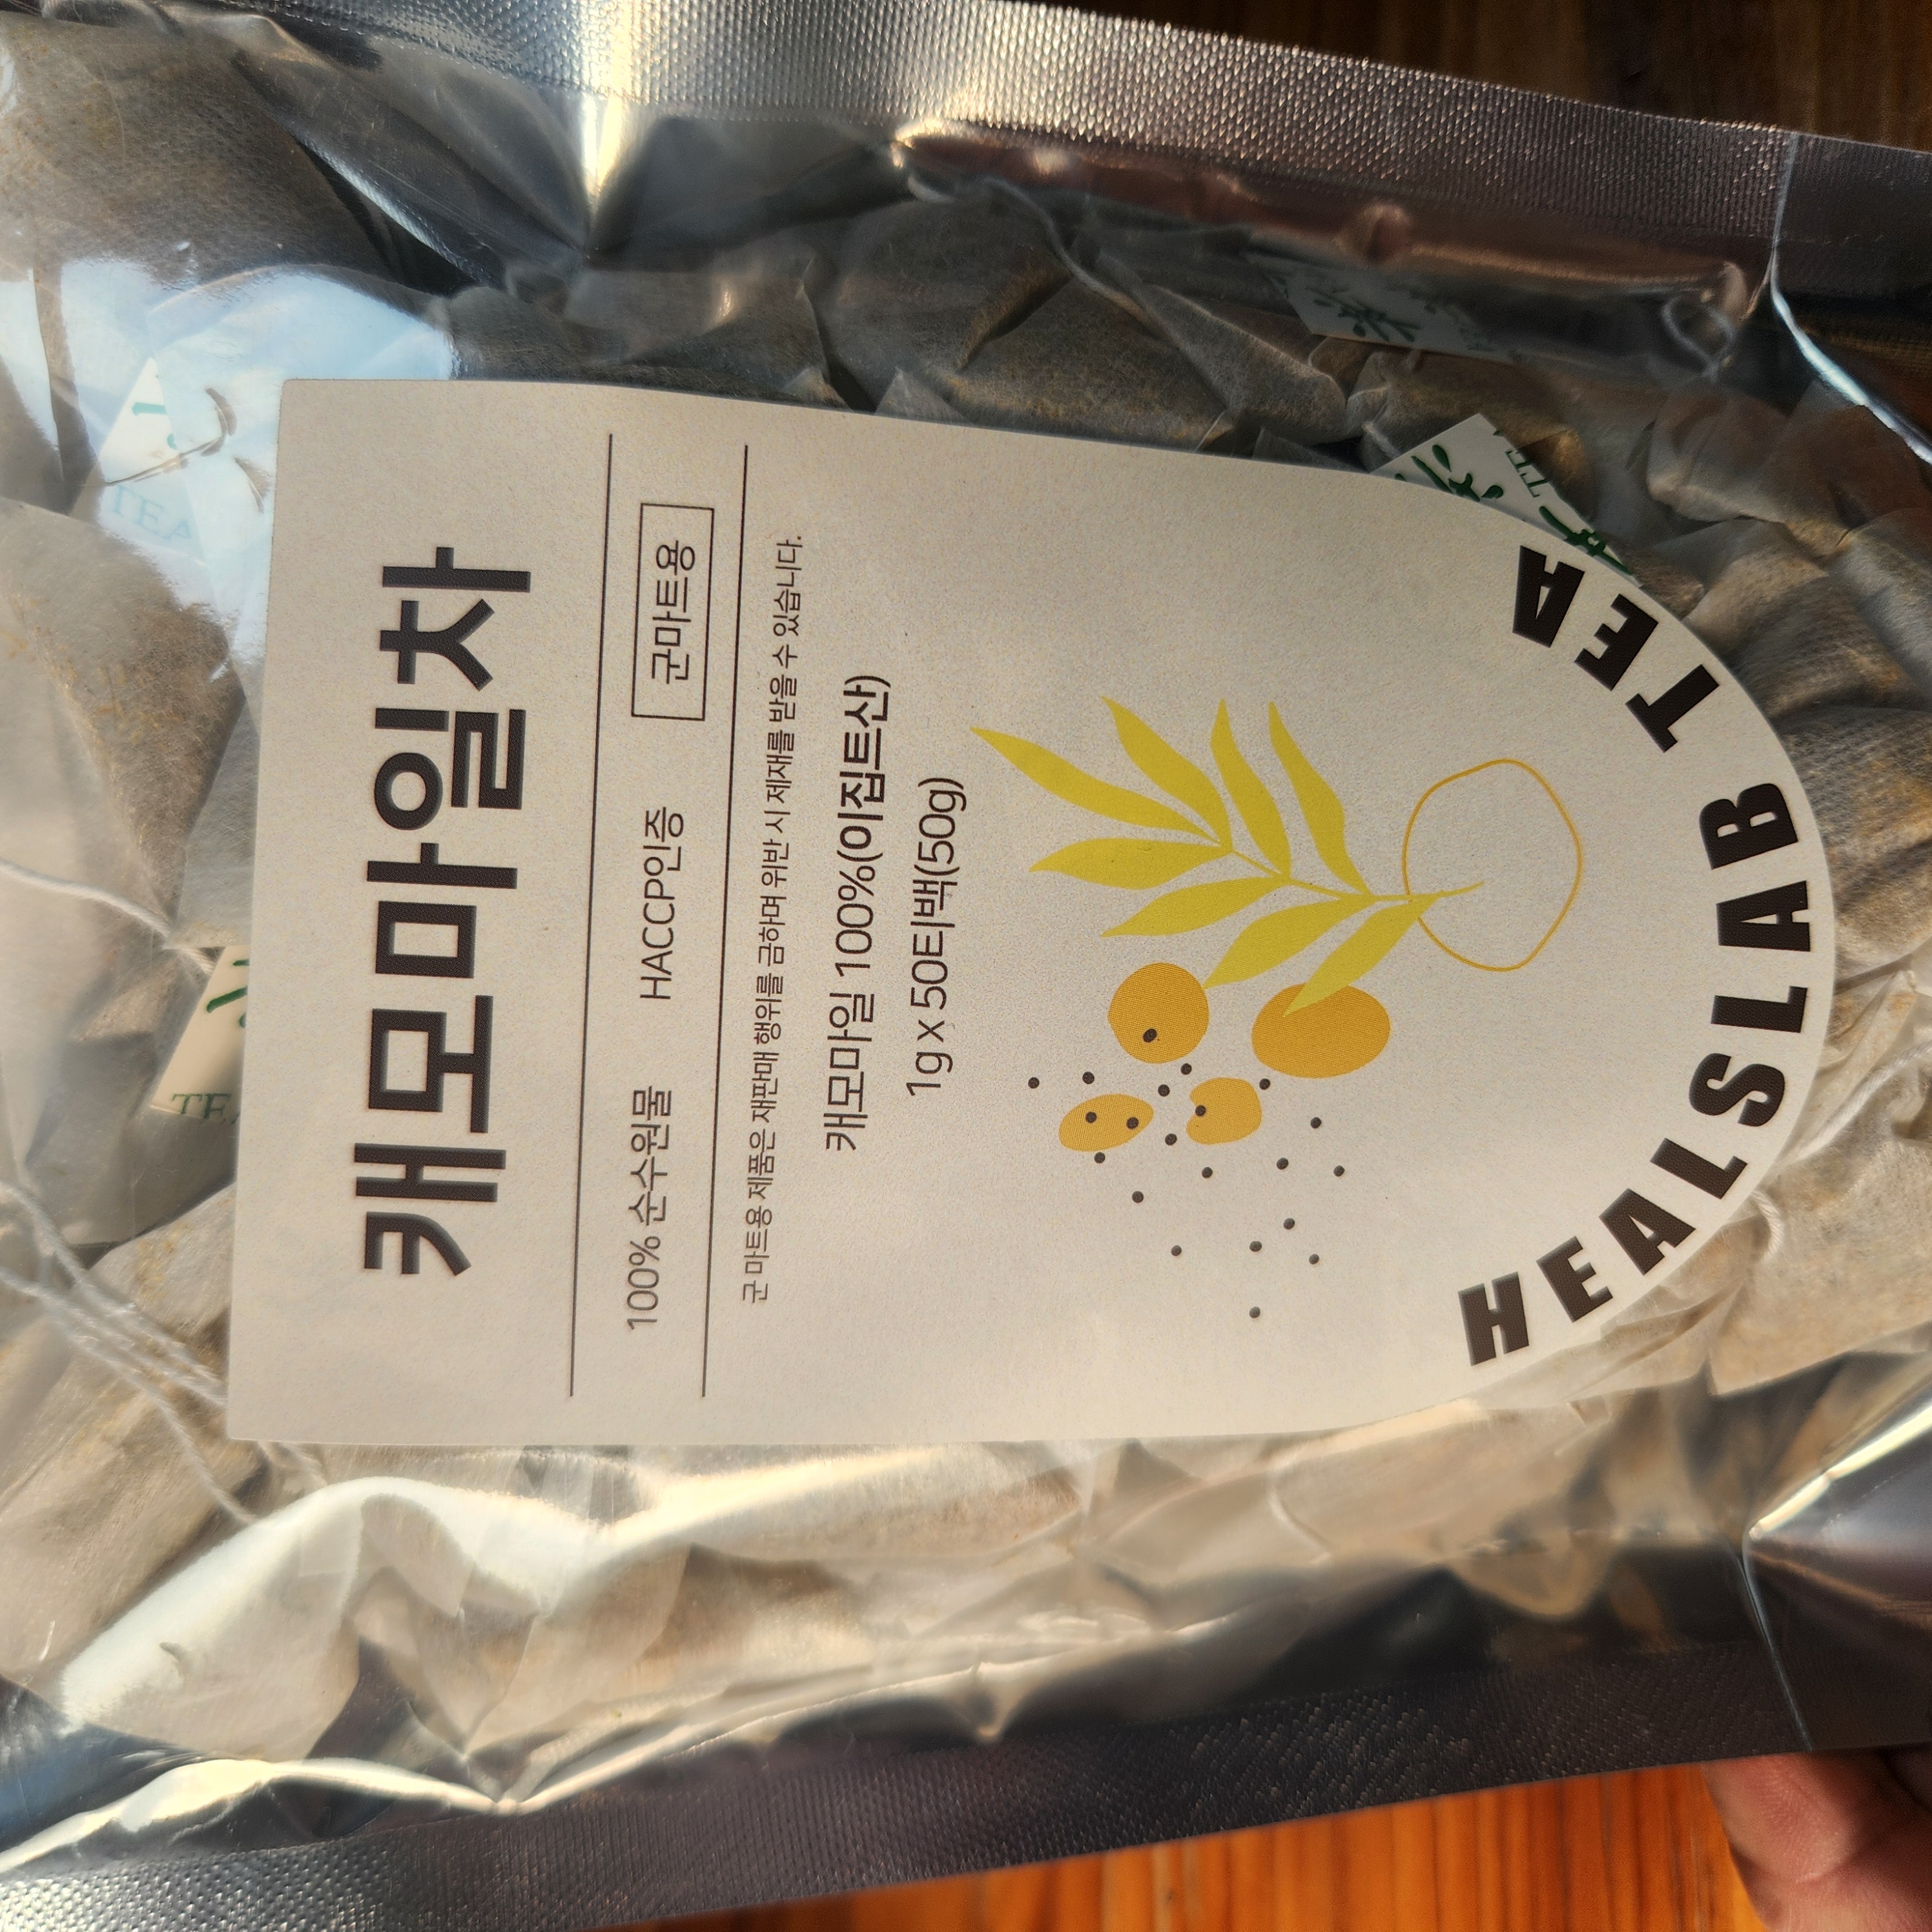 캐모마일차
100% 순수원물 HACCP인증 군마트용
군 마트용 제품은 재판매 행위를 금하며 위반 시 제재를 받을 수 있습니다.
캐모마일 100%(이집트산)
1g x 50티백(50g)
HEALSLAB TEA
TEA